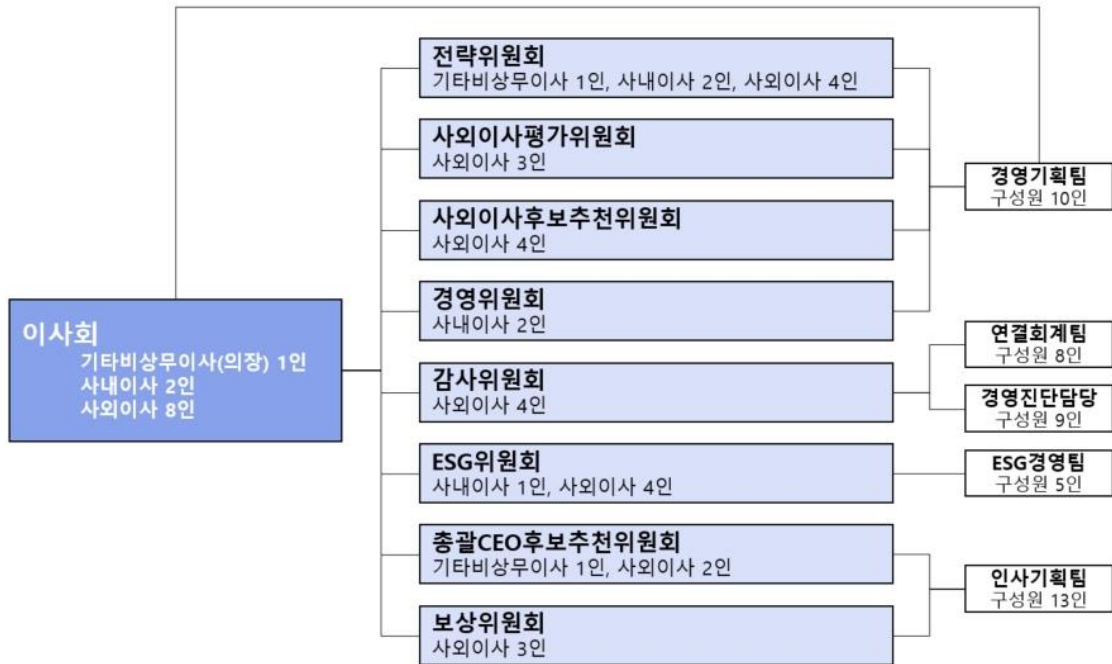 전략위원회
기타비상무이사 1인, 사내이사 2인, 사외이사 4인
사외이사평가위원회
사외이사 3인
경영기획팀
구성원 10인
사외이사후보추천위원회
사외이사 4인
경영위원회
사내이사 2인
이사회
기타비상무이사(의장) 1인
사내이사 2인
사외이사 8인
연결회계팀
구성원 8인
감사위원회
사외이사 4인
경영진단담당
구성원 9인
ESG위원회
사내이사 1인, 사외이사 4인
ESG경영팀
구성원 5인
총괄CEO후보추천위원회
기타비상무이사 1인, 사외이사 2인
인사기획팀
구성원 13인
보상위원회
사외이사 3인